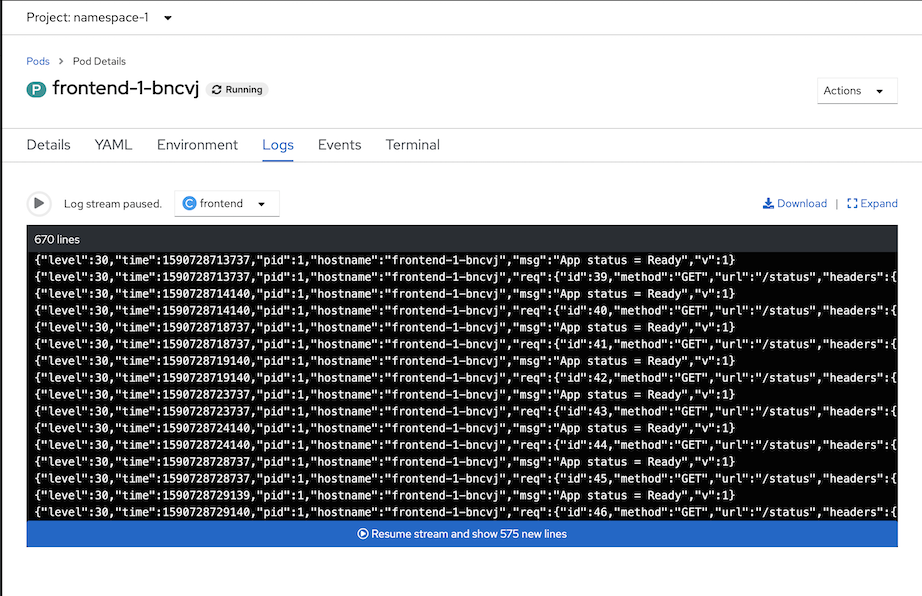 Project: namespace-1
Pods > Pod Details
P frontend-1-bncvj Running
Actions
Details YAML Environment Logs Events Terminal
Log stream paused. C frontend Download | Expand
670 lines
{"level":30,"time":1590728713737,"pid":1,"hostname":"frontend-1-bncvj","msg":"App status = Ready","v":1}
{"level":30,"time":1590728713737,"pid":1,"hostname":"frontend-1-bncvj","req":{"id":39,"method":"GET","url":"/status","headers":{
{"level":30,"time":1590728714140,"pid":1,"hostname":"frontend-1-bncvj","msg":"App status = Ready","v":1}
{"level":30,"time":1590728714140,"pid":1,"hostname":"frontend-1-bncvj","req":{"id":40,"method":"GET","url":"/status","headers":{
{"level":30,"time":1590728718737,"pid":1,"hostname":"frontend-1-bncvj","msg":"App status = Ready","v":1}
{"level":30,"time":1590728718737,"pid":1,"hostname":"frontend-1-bncvj","req":{"id":41,"method":"GET","url":"/status","headers":{
{"level":30,"time":1590728719140,"pid":1,"hostname":"frontend-1-bncvj","msg":"App status = Ready","v":1}
{"level":30,"time":1590728719140,"pid":1,"hostname":"frontend-1-bncvj","req":{"id":42,"method":"GET","url":"/status","headers":{
{"level":30,"time":1590728723737,"pid":1,"hostname":"frontend-1-bncvj","msg":"App status = Ready","v":1}
{"level":30,"time":1590728723737,"pid":1,"hostname":"frontend-1-bncvj","req":{"id":43,"method":"GET","url":"/status","headers":{
{"level":30,"time":1590728724140,"pid":1,"hostname":"frontend-1-bncvj","msg":"App status = Ready","v":1}
{"level":30,"time":1590728724140,"pid":1,"hostname":"frontend-1-bncvj","req":{"id":44,"method":"GET","url":"/status","headers":{
{"level":30,"time":1590728728737,"pid":1,"hostname":"frontend-1-bncvj","msg":"App status = Ready","v":1}
{"level":30,"time":1590728728737,"pid":1,"hostname":"frontend-1-bncvj","req":{"id":45,"method":"GET","url":"/status","headers":{
{"level":30,"time":1590728729139,"pid":1,"hostname":"frontend-1-bncvj","msg":"App status = Ready","v":1}
{"level":30,"time":1590728729140,"pid":1,"hostname":"frontend-1-bncvj","req":{"id":46,"method":"GET","url":"/status","headers":{
Resume stream and show 575 new lines